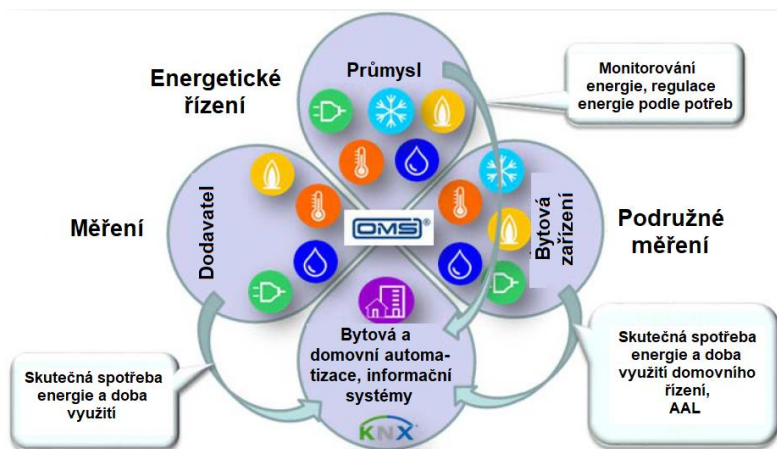 Energetické
řízení
Průmysl
Monitorování
energie, regulace
energie podle potřeb
Měření
Dodavatel
OMS®
Bytová
zařízení
Podružné
měření
Bytová a
domovní automa-
tizace, informační
systémy
KNX
Skutečná spotřeba
energie a doba
využití
Skutečná spotřeba
energie a doba
využití domovního
řízení,
AAL